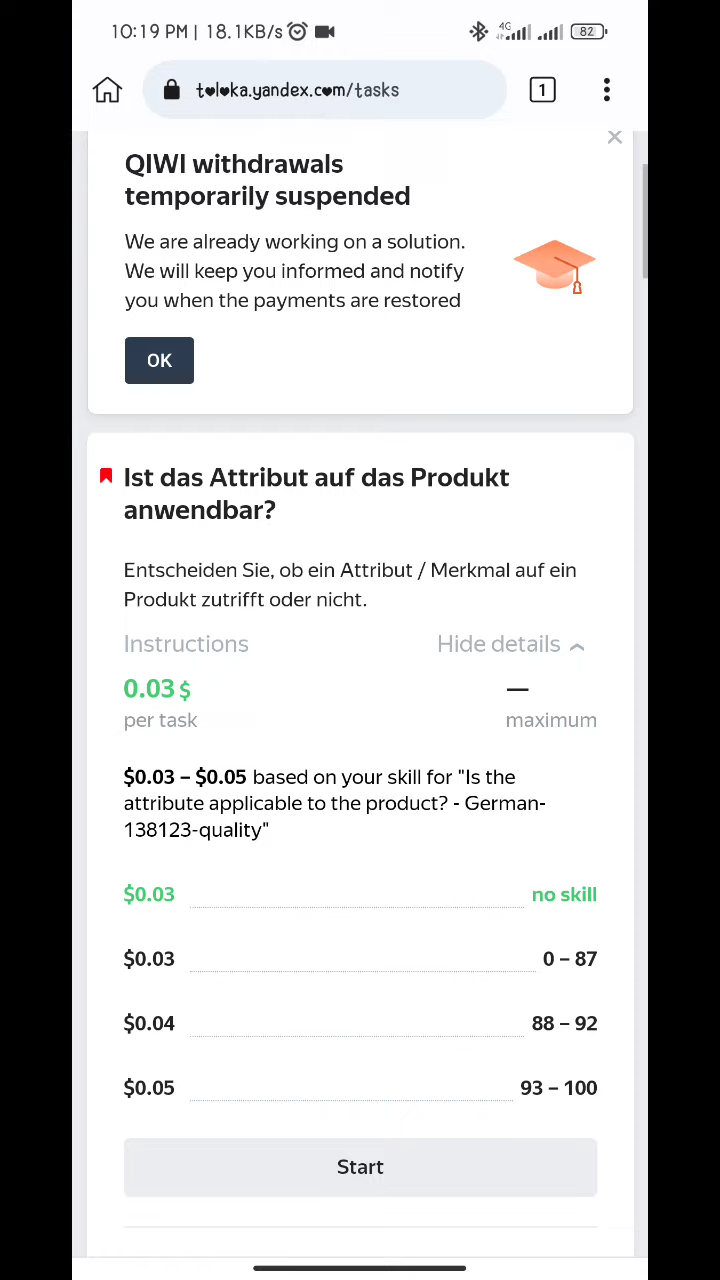 10:19 PM | 18.1KB/s
4G
82
toloka.yandex.com/tasks
1
QIWI withdrawals
temporarily suspended
We are already working on a solution.
We will keep you informed and notify
you when the payments are restored
OK
Ist das Attribut auf das Produkt
anwendbar?
Entscheiden Sie, ob ein Attribut / Merkmal auf ein
Produkt zutrifft oder nicht.
Instructions Hide details
0.03 $ —
per task maximum
$0.03 – $0.05 based on your skill for "Is the
attribute applicable to the product? - German-
138123-quality"
$0.03 no skill
$0.03 0 – 87
$0.04 88 – 92
$0.05 93 – 100
Start